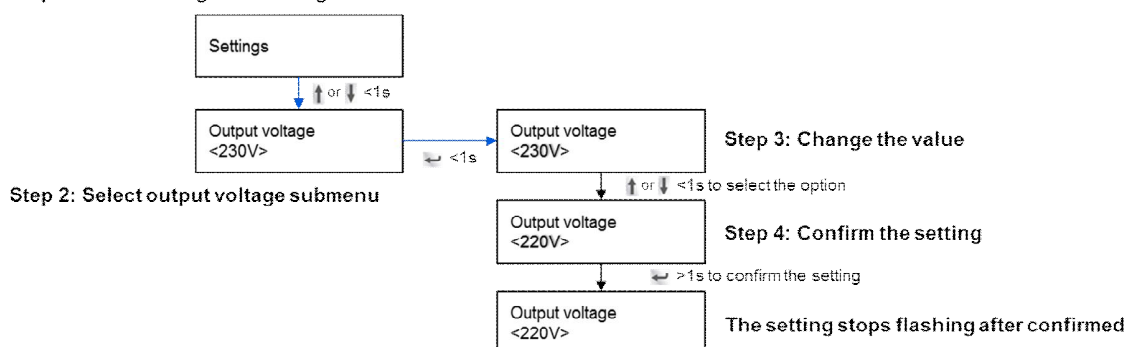 Settings
↑ or ↓ <1s
Output voltage
<230V>
↵ <1s
Output voltage
<230V>
Step 3: Change the value
Step 2: Select output voltage submenu
↑ or ↓ <1s to select the option
Output voltage
<220V>
Step 4: Confirm the setting
↵ >1s to confirm the setting
Output voltage
<220V>
The setting stops flashing after confirmed